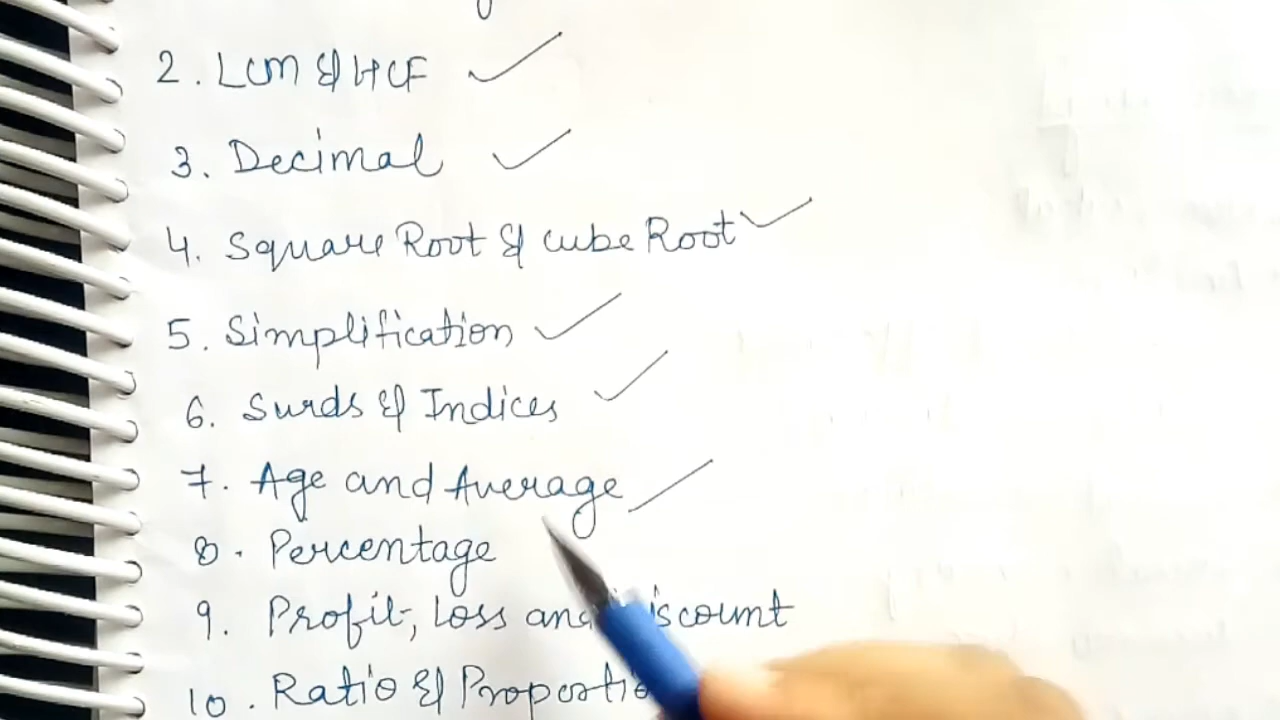 2. LCM & HCF
3. Decimal
4. Square Root & cube Root
5. Simplification
6. Surds & Indices
7. Age and Average
8. Percentage
9. Profit, Loss and
10. Ratio &